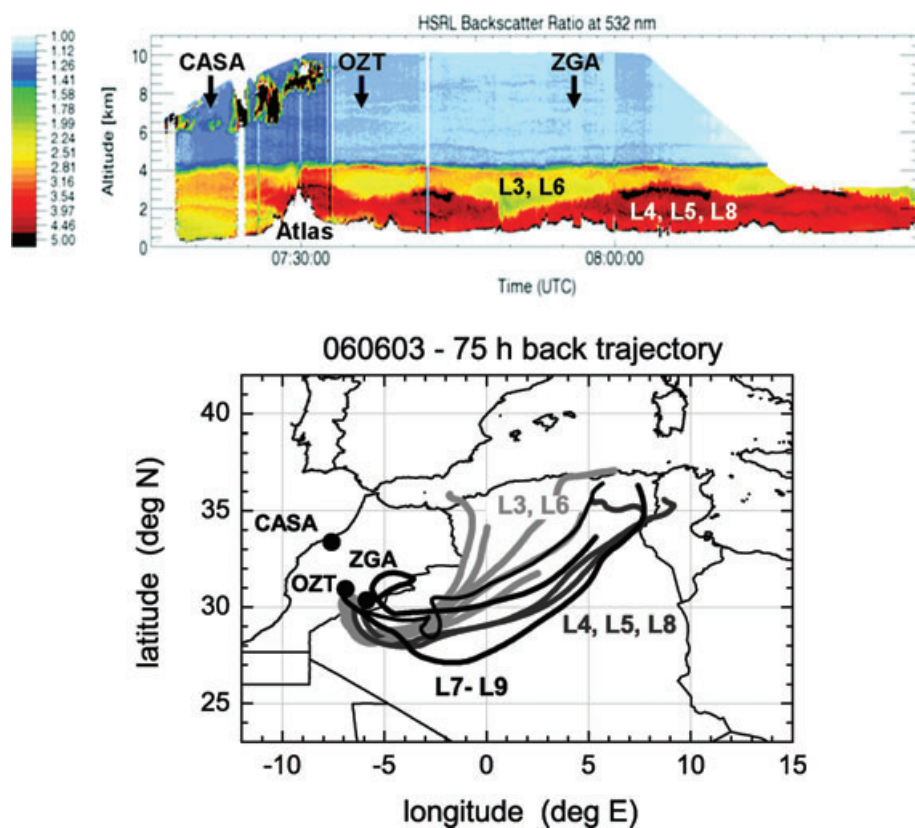 HSRL Backscatter Ratio at 532 nm
1.00
1.12
1.26
1.41
1.58
1.78
1.99
2.24
2.51
2.81
3.16
3.54
3.97
4.46
5.00
Altitude [km]
10
8
6
4
2
0
CASA
OZT
ZGA
L3, L6
L4, L5, L8
Atlas
07:30:00
08:00:00
Time (UTC)
060603 - 75 h back trajectory
latitude (deg N)
40
35
30
25
CASA
OZT
ZGA
L3, L6
L4, L5, L8
L7- L9
-10
-5
0
5
10
15
longitude (deg E)